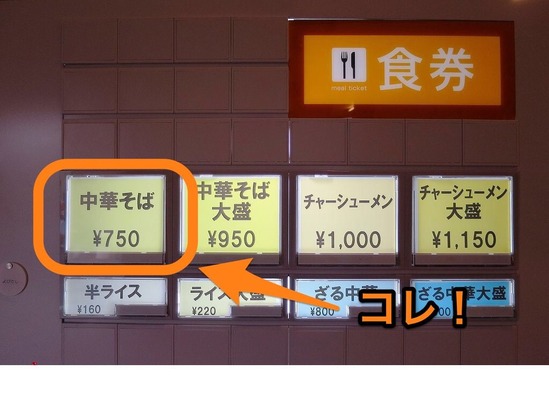 食券
meal ticket
中華そば
¥750
中華そば
大盛
¥950
チャーシューメン
¥1,000
チャーシューメン
大盛
¥1,150
半ライス
¥160
ライス大盛
¥220
ざる中華
¥800
ざる中華大盛
コレ！